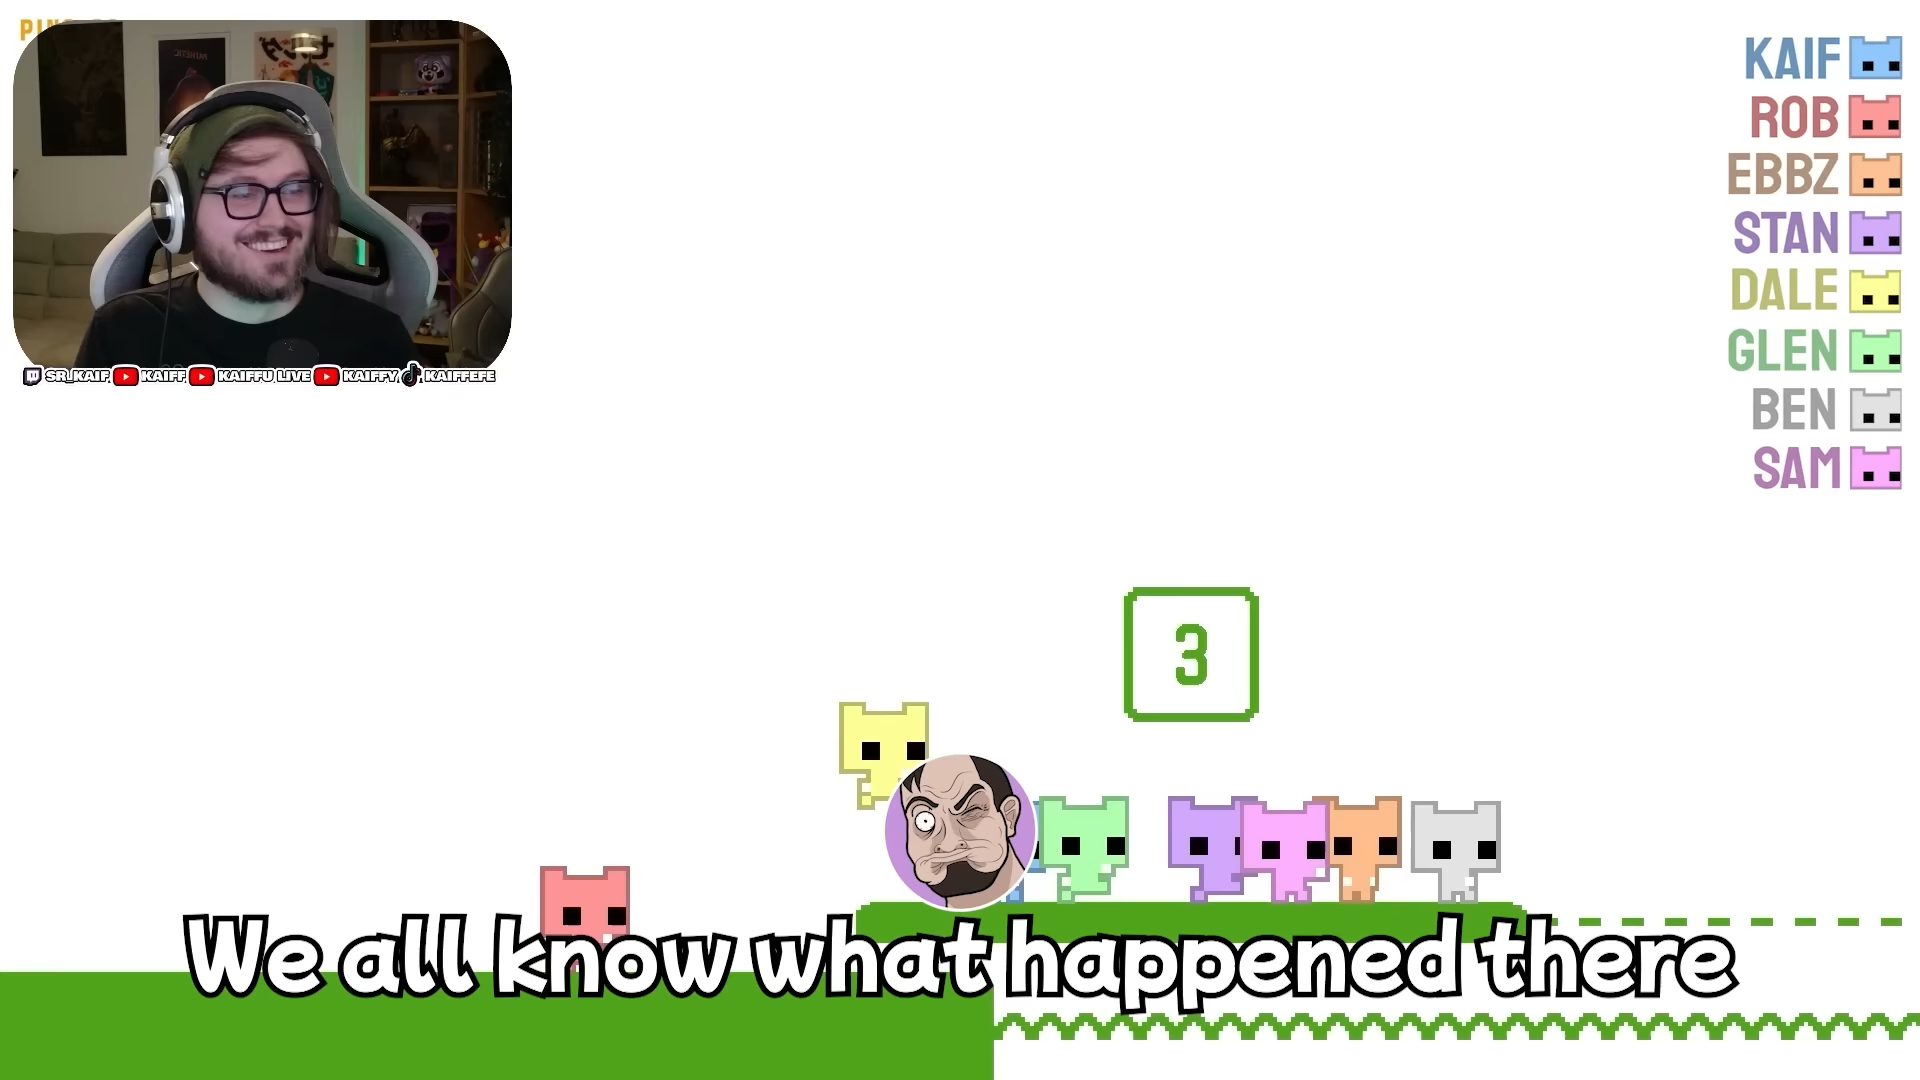 KAIF
ROB
EBBZ
STAN
DALE
GLEN
BEN
SAM
SR_KAIF KAIFF KAIFFU LIVE KAIFFY KAIFFEFE
3
We all know what happened there